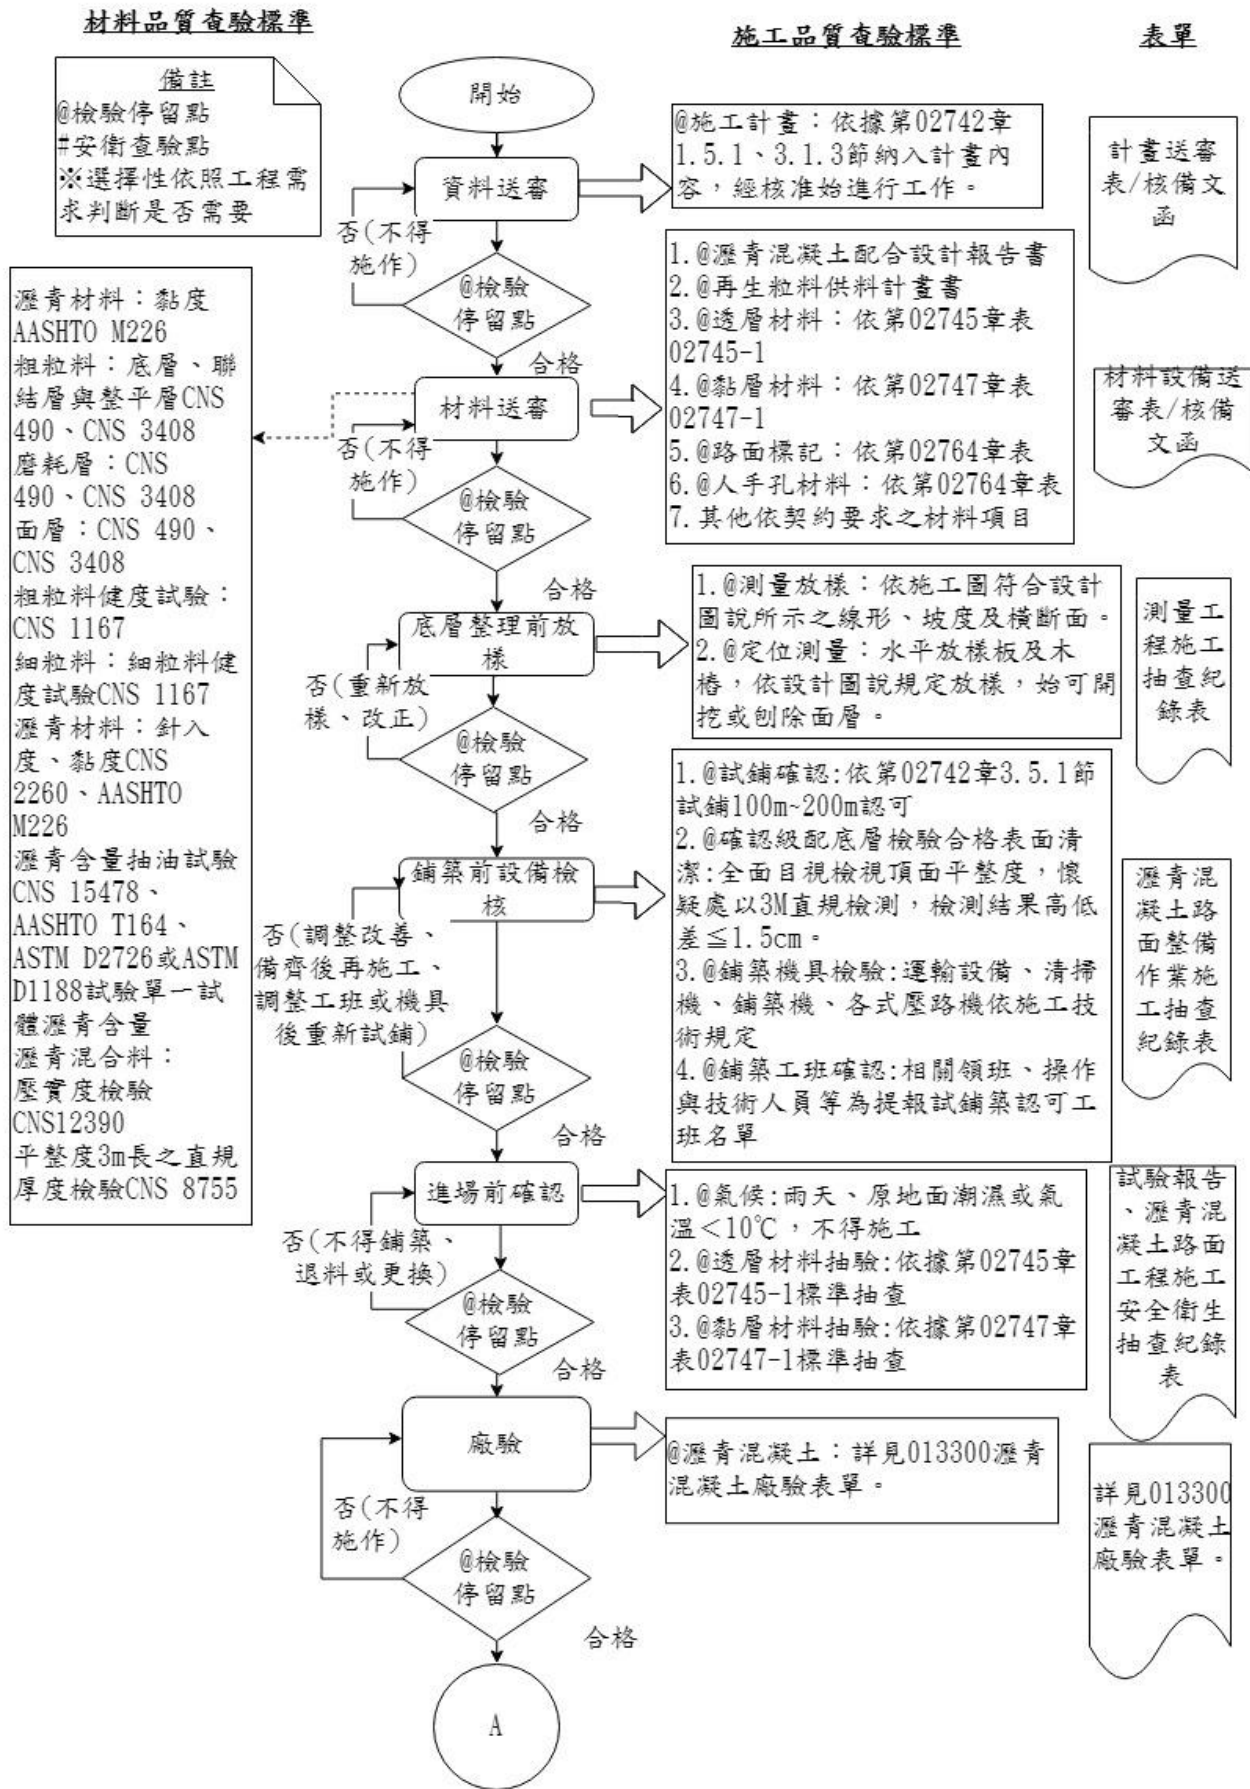 材料品質查驗標準
施工品質查驗標準
表單
備註
@檢驗停留點
#安衛查驗點
※選擇性依照工程需
求判斷是否需要
開始
資料送審
@施工計畫：依據第02742章
1.5.1、3.1.3節納入計畫內
容，經核准始進行工作。
計畫送審
表/核備文
函
否(不得
施作)
@檢驗
停留點
合格
瀝青材料：黏度
AASHTO M226
粗粒料：底層、聯
結層與整平層CNS
490、CNS 3408
磨耗層：CNS
490、CNS 3408
面層：CNS 490、
CNS 3408
粗粒料健度試驗：
CNS 1167
細粒料：細粒料健
度試驗CNS 1167
瀝青材料：針入
度、黏度CNS
2260、AASHTO
M226
瀝青含量抽油試驗
CNS 15478、
AASHTO T164、
ASTM D2726或ASTM
D1188試驗單一試
體瀝青含量
瀝青混合料：
壓實度檢驗
CNS12390
平整度3m長之直規
厚度檢驗CNS 8755
材料送審
1.@瀝青混凝土配合設計報告書
2.@再生粒料供料計畫書
3.@透層材料：依第02745章表
02745-1
4.@黏層材料：依第02747章表
02747-1
5.@路面標記：依第02764章表
6.@人手孔材料：依第02764章表
7.其他依契約要求之材料項目
材料設備送
審表/核備
文函
否(不得
施作)
@檢驗
停留點
合格
底層整理前放
樣
1.@測量放樣：依施工圖符合設計
圖說所示之線形、坡度及橫斷面。
2.@定位測量：水平放樣板及木
樁，依設計圖說規定放樣，始可開
挖或刨除面層。
測量工
程施工
抽查紀
錄表
否(重新放
樣、改正)
@檢驗
停留點
合格
鋪築前設備檢
核
1.@試鋪確認:依第02742章3.5.1節
試鋪100m~200m認可
2.@確認級配底層檢驗合格表面清
潔:全面目視檢視頂面平整度，懷
疑處以3M直規檢測，檢測結果高低
差≦1.5cm。
3.@鋪築機具檢驗:運輸設備、清掃
機、鋪築機、各式壓路機依施工技
術規定
4.@鋪築工班確認:相關領班、操作
與技術人員等為提報試鋪築認可工
班名單
瀝青混
凝土路
面整備
作業施
工抽查
紀錄表
否(調整改善、
備齊後再施工、
調整工班或機具
後重新試鋪)
@檢驗
停留點
合格
進場前確認
1.@氣候:雨天、原地面潮濕或氣
溫＜10℃，不得施工
2.@透層材料抽驗:依據第02745章
表02745-1標準抽查
3.@黏層材料抽驗:依據第02747章
表02747-1標準抽查
試驗報告
、瀝青混
凝土路面
工程施工
安全衛生
抽查紀錄
表
否(不得鋪築、
退料或更換)
@檢驗
停留點
合格
廠驗
@瀝青混凝土：詳見013300瀝青
混凝土廠驗表單。
詳見013300
瀝青混凝土
廠驗表單。
否(不得
施作)
@檢驗
停留點
合格
A